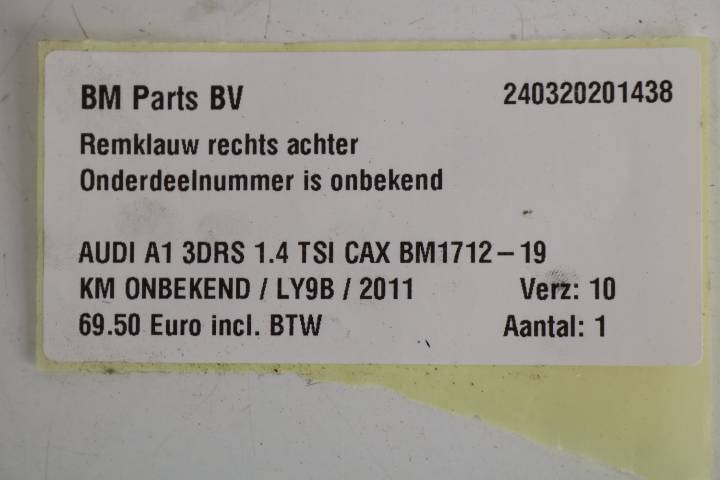 BM Parts BV 240320201438
Remklauw rechts achter
Onderdeelnummer is onbekend
AUDI A1 3DRS 1.4 TSI CAX BM1712-19
KM ONBEKEND / LY9B / 2011 Verz: 10
69.50 Euro incl. BTW Aantal: 1